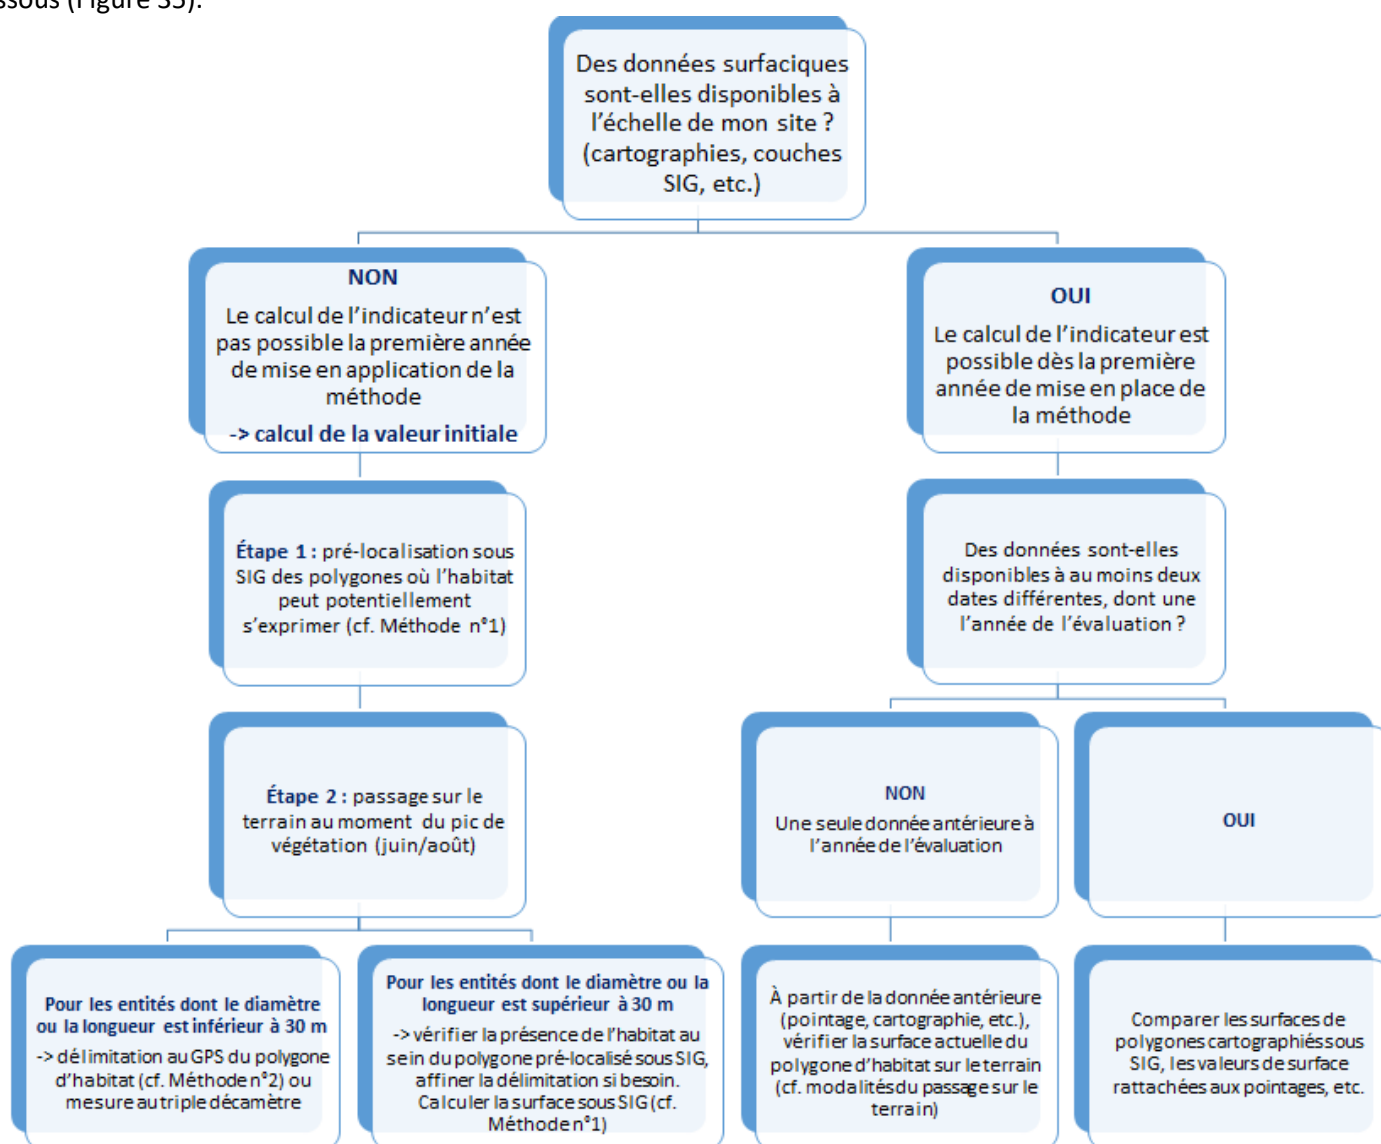 ssous (Figure 35).
Des données surfaciques
sont-elles disponibles à
l'échelle de mon site ?
(cartographies, couches
SIG, etc.)
NON
Le calcul de l'indicateur n'est
pas possible la première année
de mise en application de la
méthode
-> calcul de la valeur initiale
OUI
Le calcul de l'indicateur est
possible dès la première
année de mise en place de
la méthode
Étape 1 : pré-localisation sous
SIG des polygones où l'habitat
peut potentiellement
s'exprimer (cf. Méthode n°1)
Des données sont-elles
disponibles à au moins deux
dates différentes, dont une
l'année de l'évaluation ?
Étape 2 : passage sur le
terrain au moment du pic de
végétation (juin/août)
NON
Une seule donnée antérieure à
l'année de l'évaluation
OUI
Pour les entités dont le diamètre
ou la longueur est inférieur à 30 m
-> délimitation au GPS du polygone
d'habitat (cf. Méthode n°2) ou
mesure au triple décamètre
Pour les entités dont le diamètre ou la
longueur est supérieur à 30 m
-> vérifier la présence de l'habitat au
sein du polygone pré-localisé sous SIG,
affiner la délimitation si besoin.
Calculer la surface sous SIG (cf.
Méthode n°1)
À partir de la donnée antérieure
(pointage, cartographie, etc.),
vérifier la surface actuelle du
polygone d'habitat sur le terrain
(cf. modalités du passage sur le
terrain)
Comparer les surfaces de
polygones cartographiés sous
SIG, les valeurs de surface
rattachées aux pointages, etc.